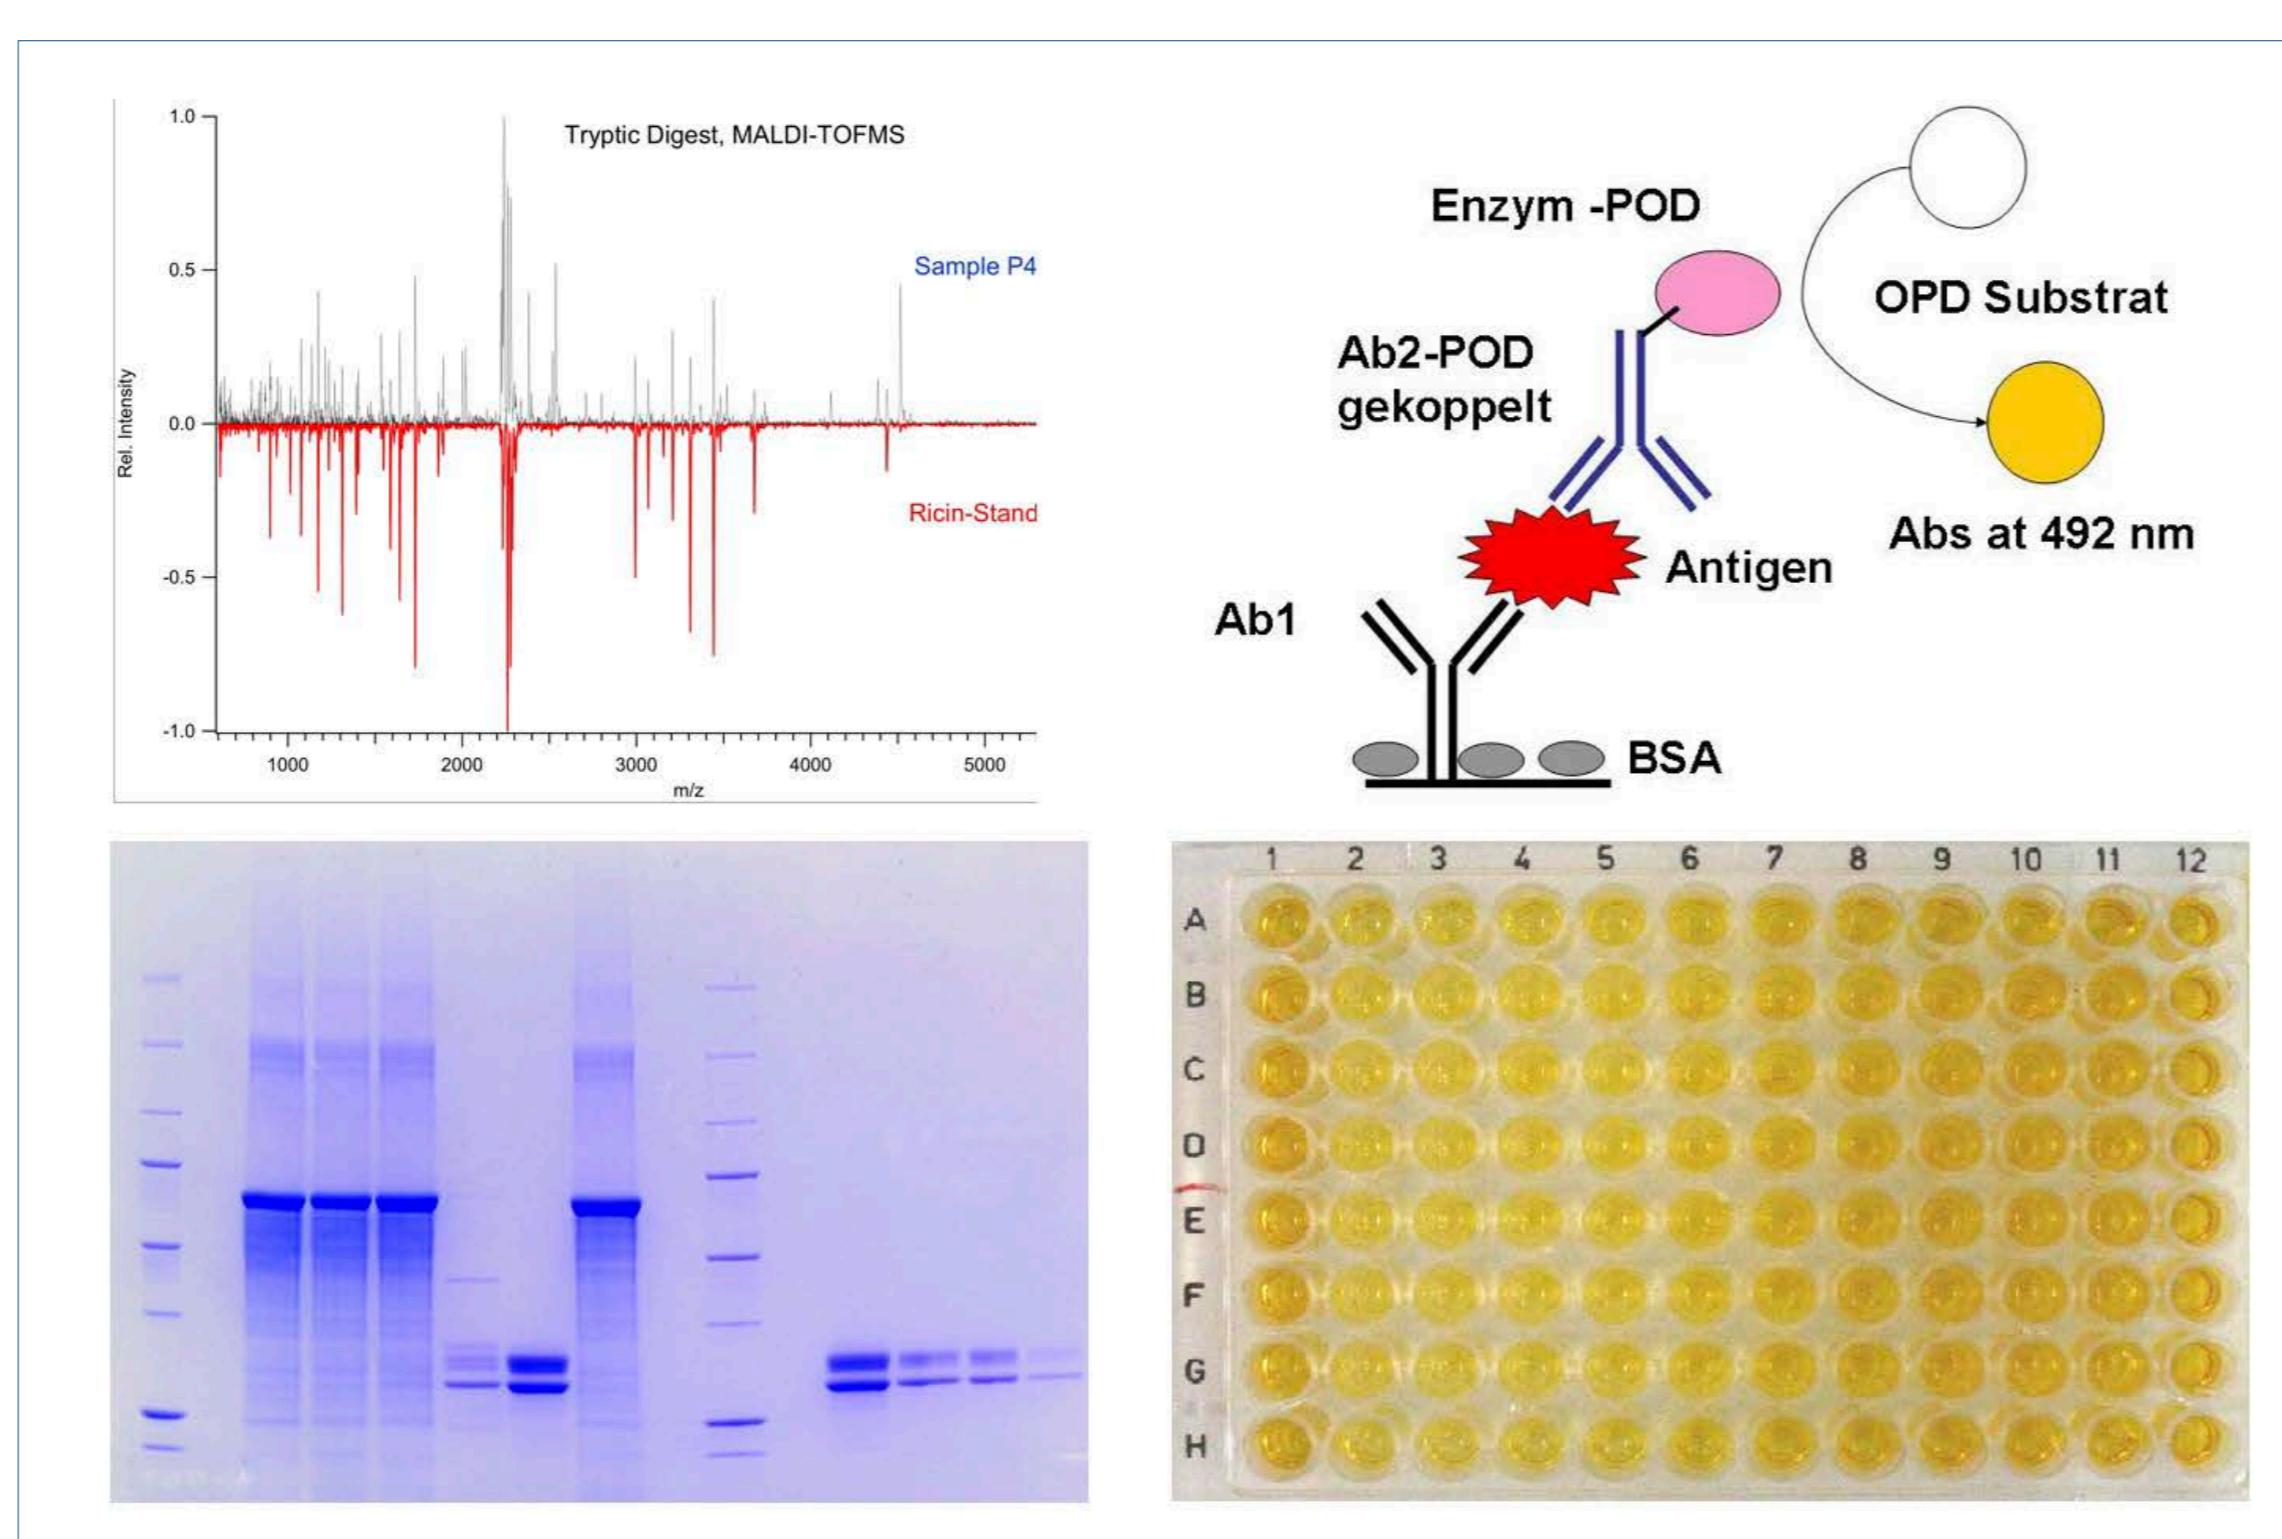 1.0
Tryptic Digest, MALDI-TOFMS
0.5
Sample P4
0.0
Rel. Intensity
Ricin-Stand
-0.5
-1.0
1000 2000 3000 4000 5000
m/z
Enzym -POD
OPD Substrat
Ab2-POD
gekoppelt
Abs at 492 nm
Antigen
Ab1
BSA
1 2 3 4 5 6 7 8 9 10 11 12
A
B
C
D
E
F
G
H